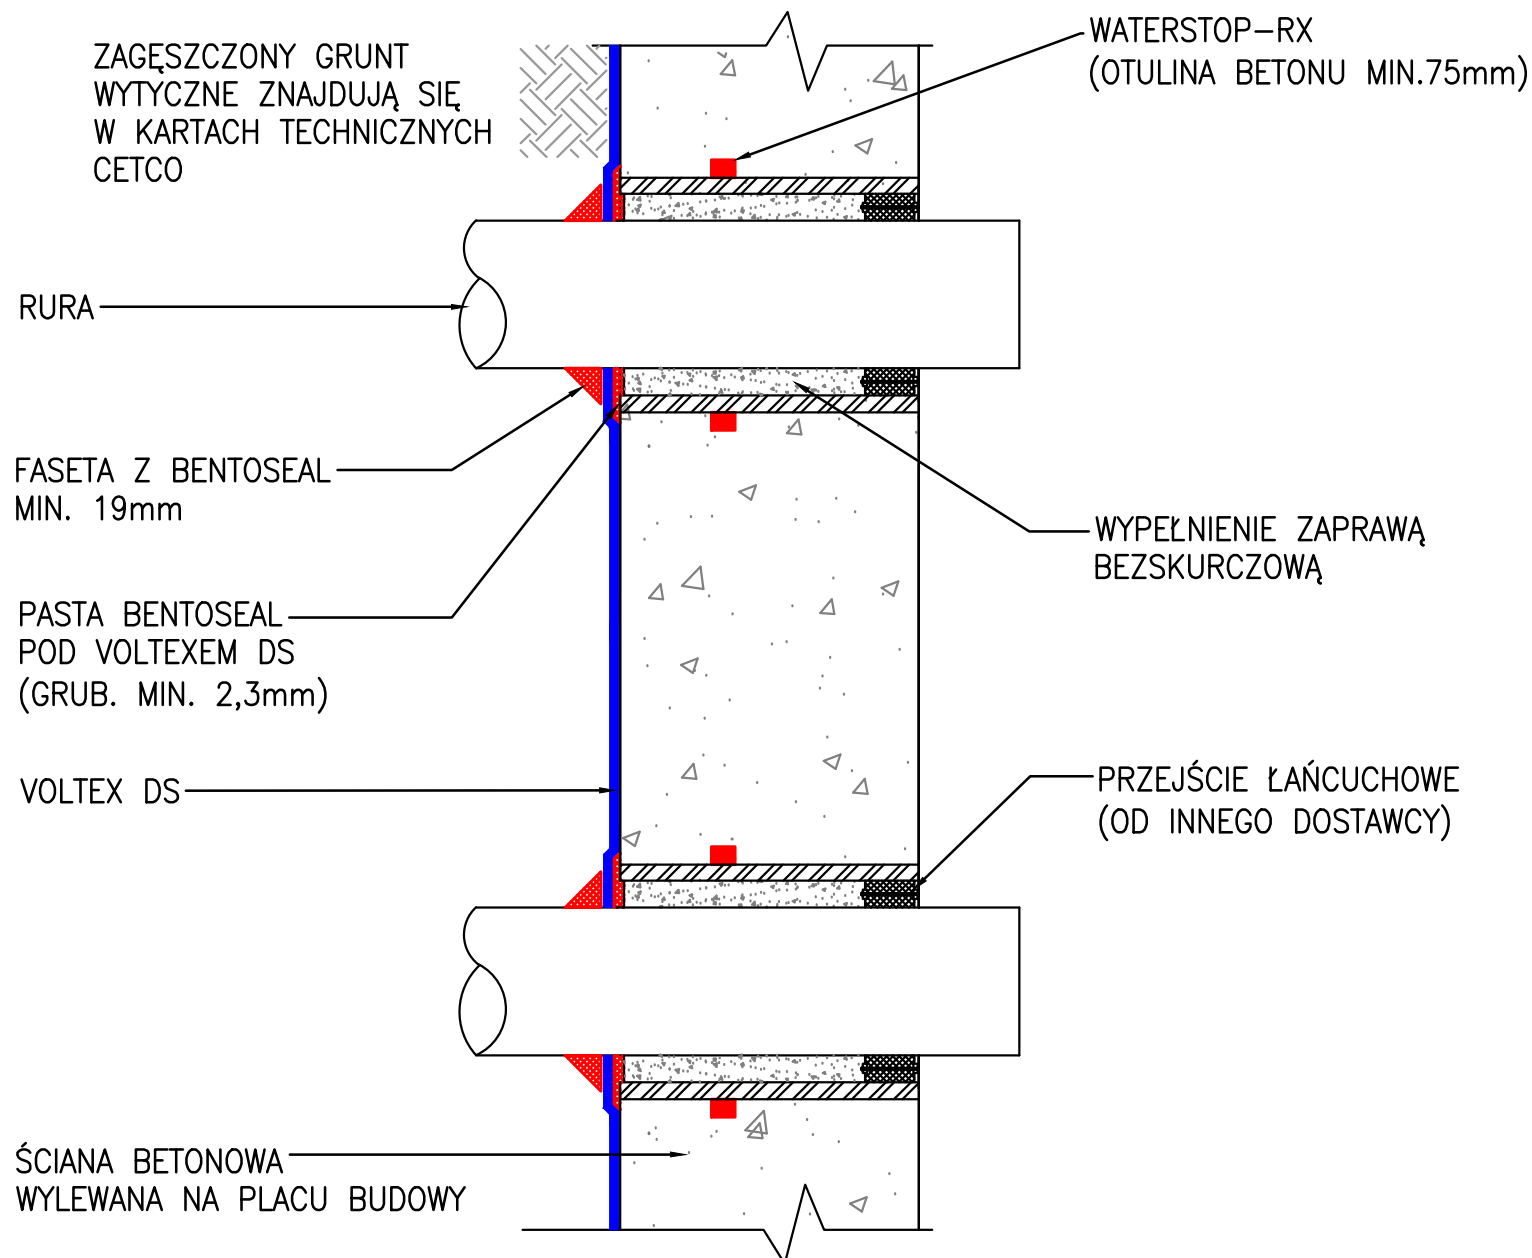 ZAGĘSZCZONY GRUNT
WYTYCZNE ZNAJDUJĄ SIĘ
W KARTACH TECHNICZNYCH
CETCO
WATERSTOP-RX
(OTULINA BETONU MIN.75mm)
RURA
FASETA Z BENTOSEAL
MIN. 19mm
WYPEŁNIENIE ZAPRAWĄ
BEZSKURCZOWĄ
PASTA BENTOSEAL
POD VOLTEXEM DS
(GRUB. MIN. 2,3mm)
VOLTEX DS
PRZEJŚCIE ŁAŃCUCHOWE
(OD INNEGO DOSTAWCY)
ŚCIANA BETONOWA
WYLEWANA NA PLACU BUDOWY